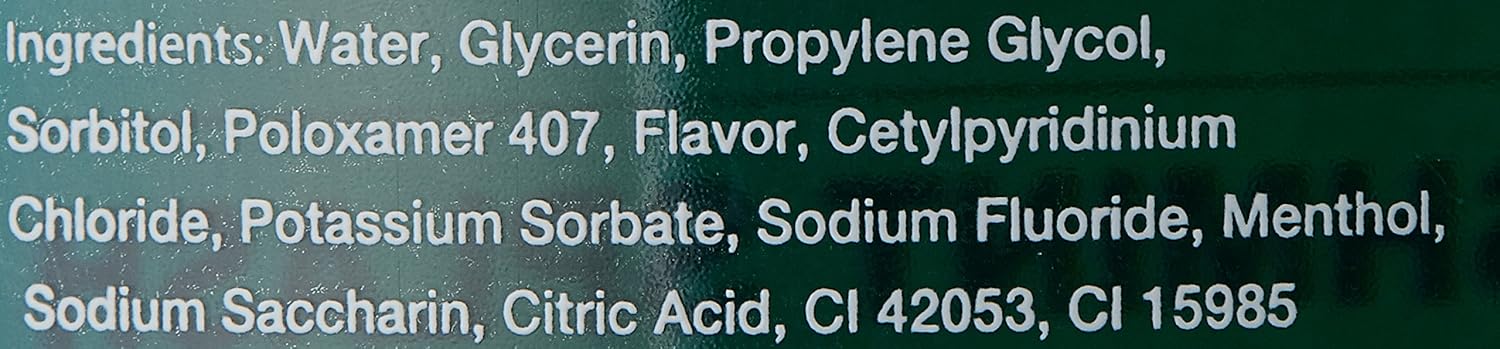 Ingredients: Water, Glycerin, Propylene Glycol,
Sorbitol, Poloxamer 407, Flavor, Cetylpyridinium
Chloride, Potassium Sorbate, Sodium Fluoride, Menthol,
Sodium Saccharin, Citric Acid, CI 42053, CI 15985